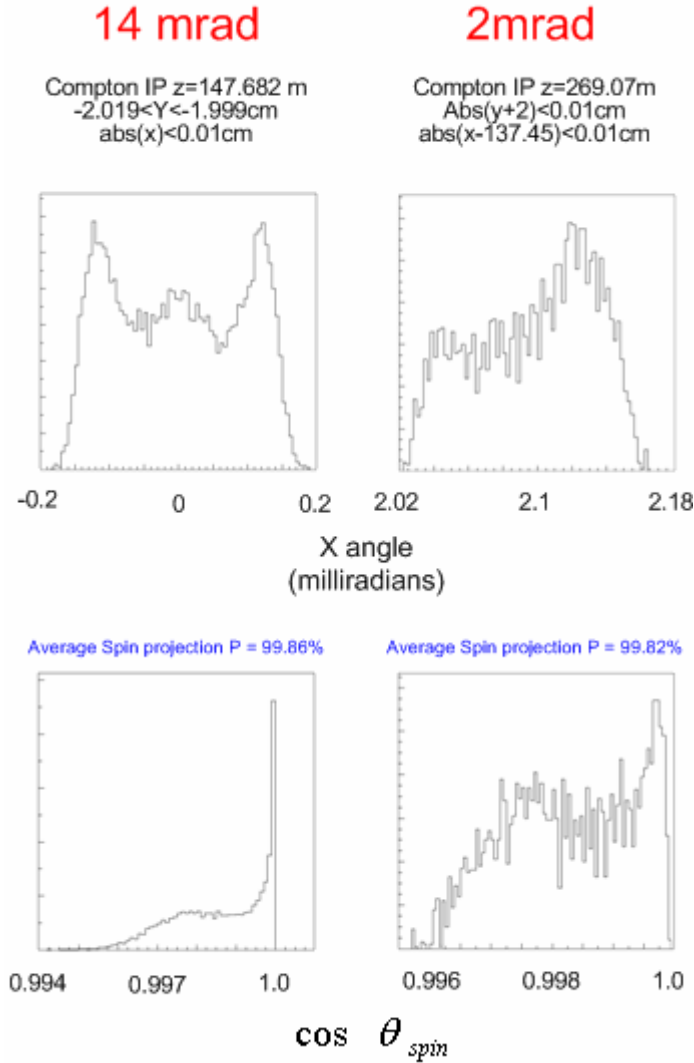 14 mrad
2mrad
Compton IP z=147.682 m
-2.019<Y<-1.999cm
abs(x)<0.01cm
Compton IP z=269.07m
Abs(y+2)<0.01cm
abs(x-137.45)<0.01cm
-0.2 0 0.2
2.02 2.1 2.18
X angle
(milliradians)
Average Spin projection P = 99.86%
Average Spin projection P = 99.82%
0.994 0.997 1.0
0.996 0.998 1.0
cos θ spin